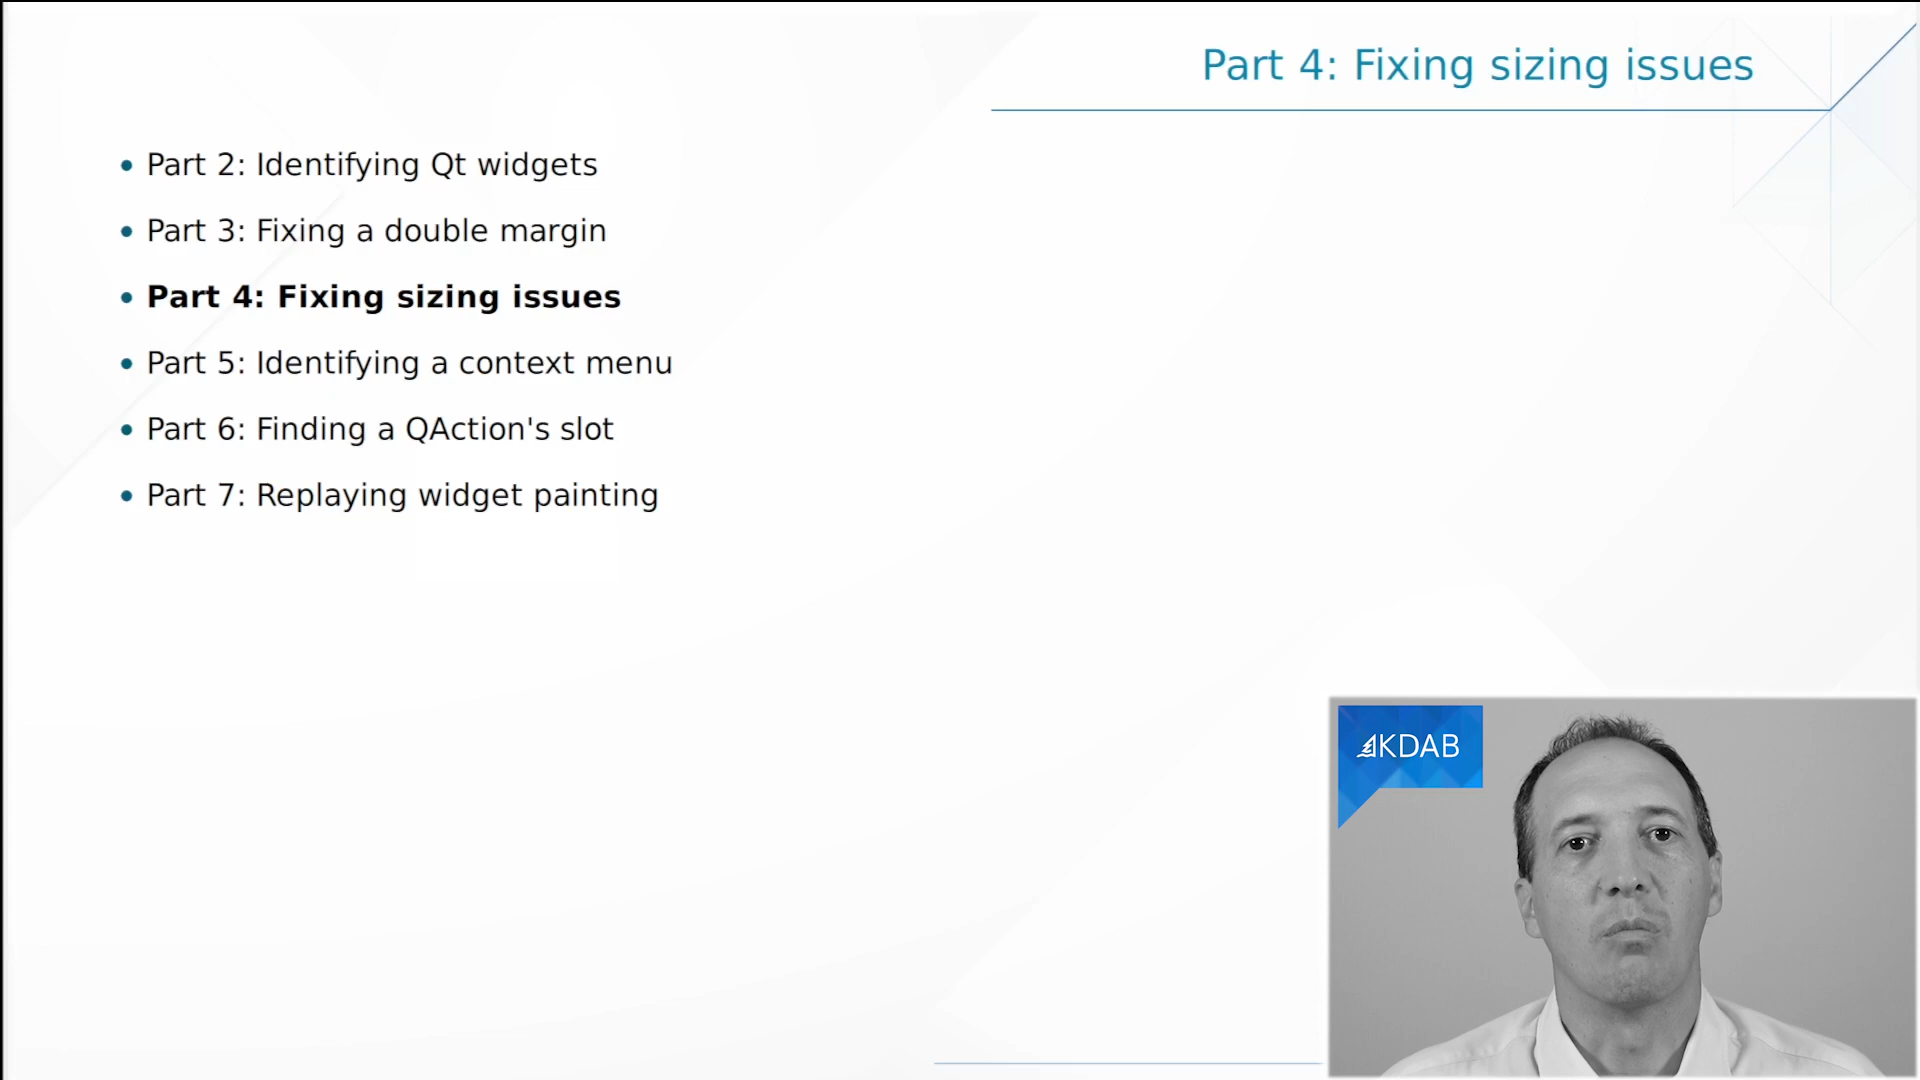 Part 4: Fixing sizing issues
Part 2: Identifying Qt widgets
Part 3: Fixing a double margin
Part 4: Fixing sizing issues
Part 5: Identifying a context menu
Part 6: Finding a QAction's slot
Part 7: Replaying widget painting
KDAB